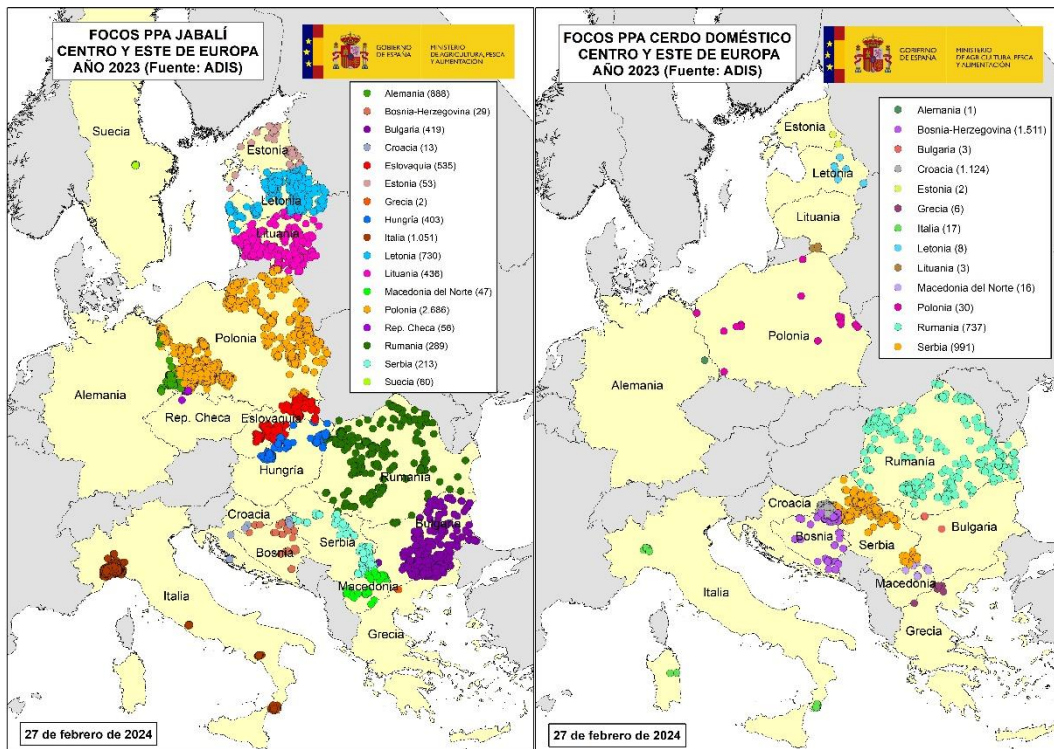 FOCOS PPA JABALÍ
CENTRO Y ESTE DE EUROPA
AÑO 2023 (Fuente: ADIS)
GOBIERNO
DE ESPAÑA
MINISTERIO
DE AGRICULTURA, PESCA
Y ALIMENTACIÓN
Alemania (888)
Bosnia-Herzegovina (29)
Bulgaria (419)
Croacia (13)
Eslovaquia (535)
Estonia (53)
Grecia (2)
Hungría (403)
Italia (1.051)
Letonia (730)
Lituania (436)
Macedonia del Norte (47)
Polonia (2.686)
Rep. Checa (56)
Rumania (289)
Serbia (213)
Suecia (60)
Suecia
Estonia
Letonia
Lituania
Polonia
Alemania
Rep. Checa
Eslovaquia
Hungría
Rumania
Croacia
Bosnia
Serbia
Bulgaria
Macedonia
Italia
Grecia
27 de febrero de 2024
FOCOS PPA CERDO DOMÉSTICO
CENTRO Y ESTE DE EUROPA
AÑO 2023 (Fuente: ADIS)
GOBIERNO
DE ESPAÑA
MINISTERIO
DE AGRICULTURA, PESCA
Y ALIMENTACIÓN
Alemania (1)
Bosnia-Herzegovina (1.511)
Bulgaria (3)
Croacia (1.124)
Estonia (2)
Grecia (6)
Italia (17)
Letonia (8)
Lituania (3)
Macedonia del Norte (16)
Polonia (30)
Rumania (737)
Serbia (991)
Estonia
Letonia
Lituania
Polonia
Alemania
Rumanía
Croacia
Bosnia
Serbia
Bulgaria
Macedonia
Italia
Grecia
27 de febrero de 2024